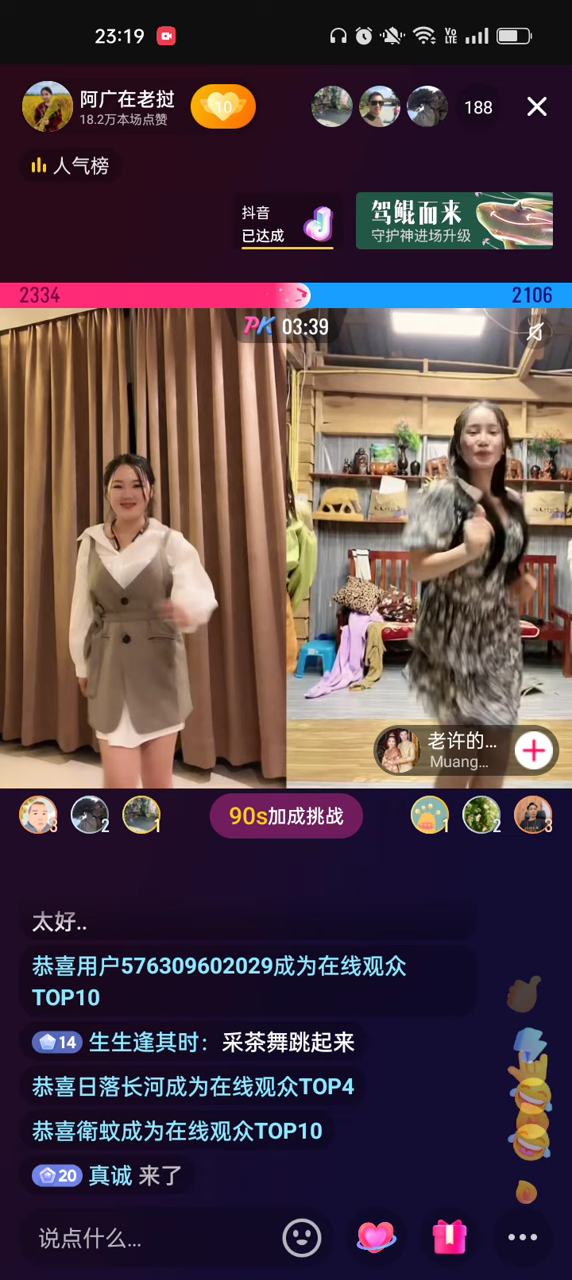 23:19
Vo LTE
阿广在老挝
18.2万本场点赞
10
188
人气榜
抖音
已达成
驾鲲而来
守护神进场升级
2334
2106
PK 03:39
老许的...
Muang...
3
2
1
90s加成挑战
1
2
3
太好..
恭喜用户576309602029成为在线观众
TOP10
14 生生逢其时：采茶舞跳起来
恭喜日落长河成为在线观众TOP4
恭喜衛蚊成为在线观众TOP10
20 真诚 来了
说点什么...